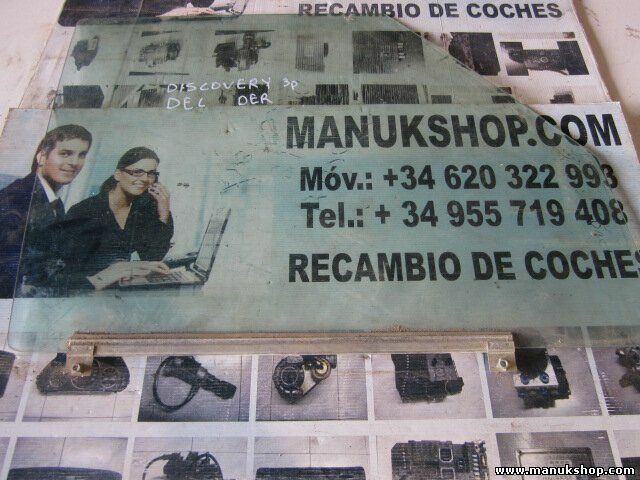 RECAMBIO DE COCHES
DISCOVERY 3P
DEL DER
MANUKSHOP.COM
Móv.: +34 620 322 993
Tel.: + 34 955 719 408
RECAMBIO DE COCHES
www.manukshop.com